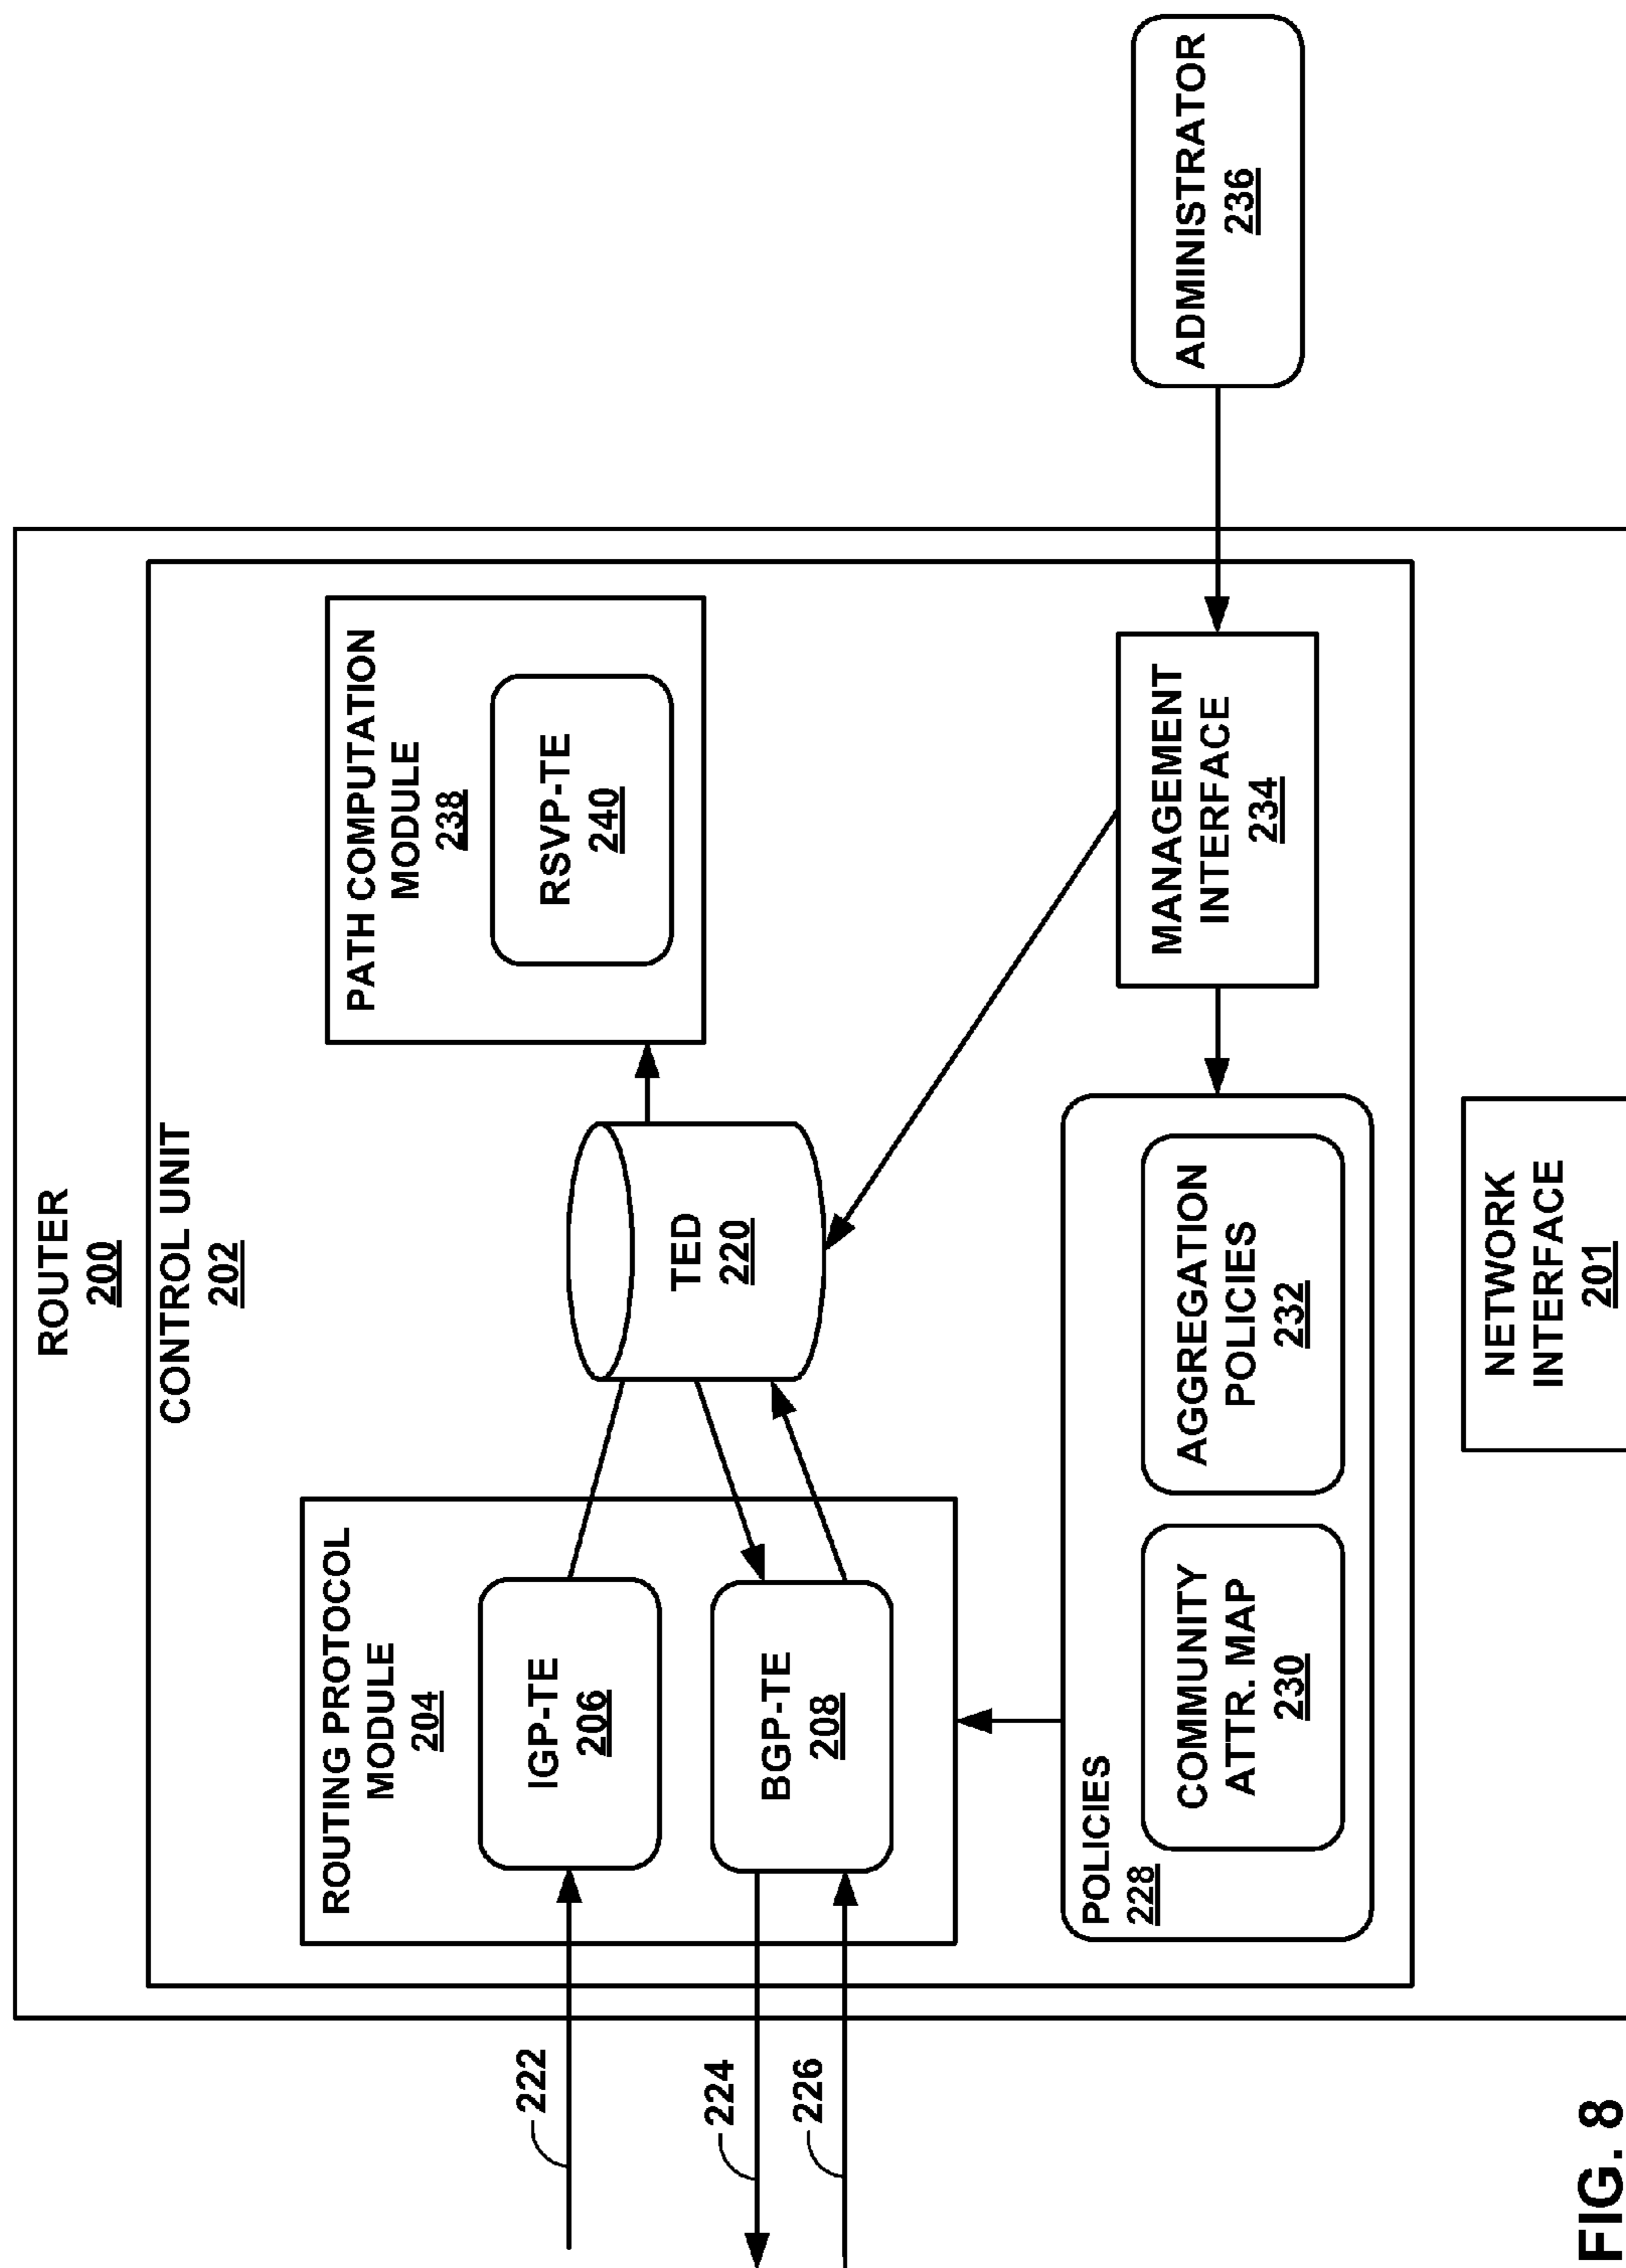 ROUTER
200
CONTROL UNIT
202
ROUTING PROTOCOL
MODULE
204
IGP-TE
206
BGP-TE
208
222
224
226
TED
220
PATH COMPUTATION
MODULE
238
RSVP-TE
240
POLICIES
228
COMMUNITY
ATTR. MAP
230
AGGREGATION
POLICIES
232
MANAGEMENT
INTERFACE
234
ADMINISTRATOR
236
NETWORK
INTERFACE
201
FIG. 8